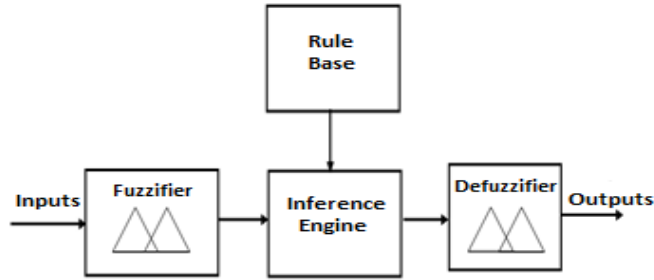 Rule
Base
Inputs
Fuzzifier
Inference
Engine
Defuzzifier
Outputs